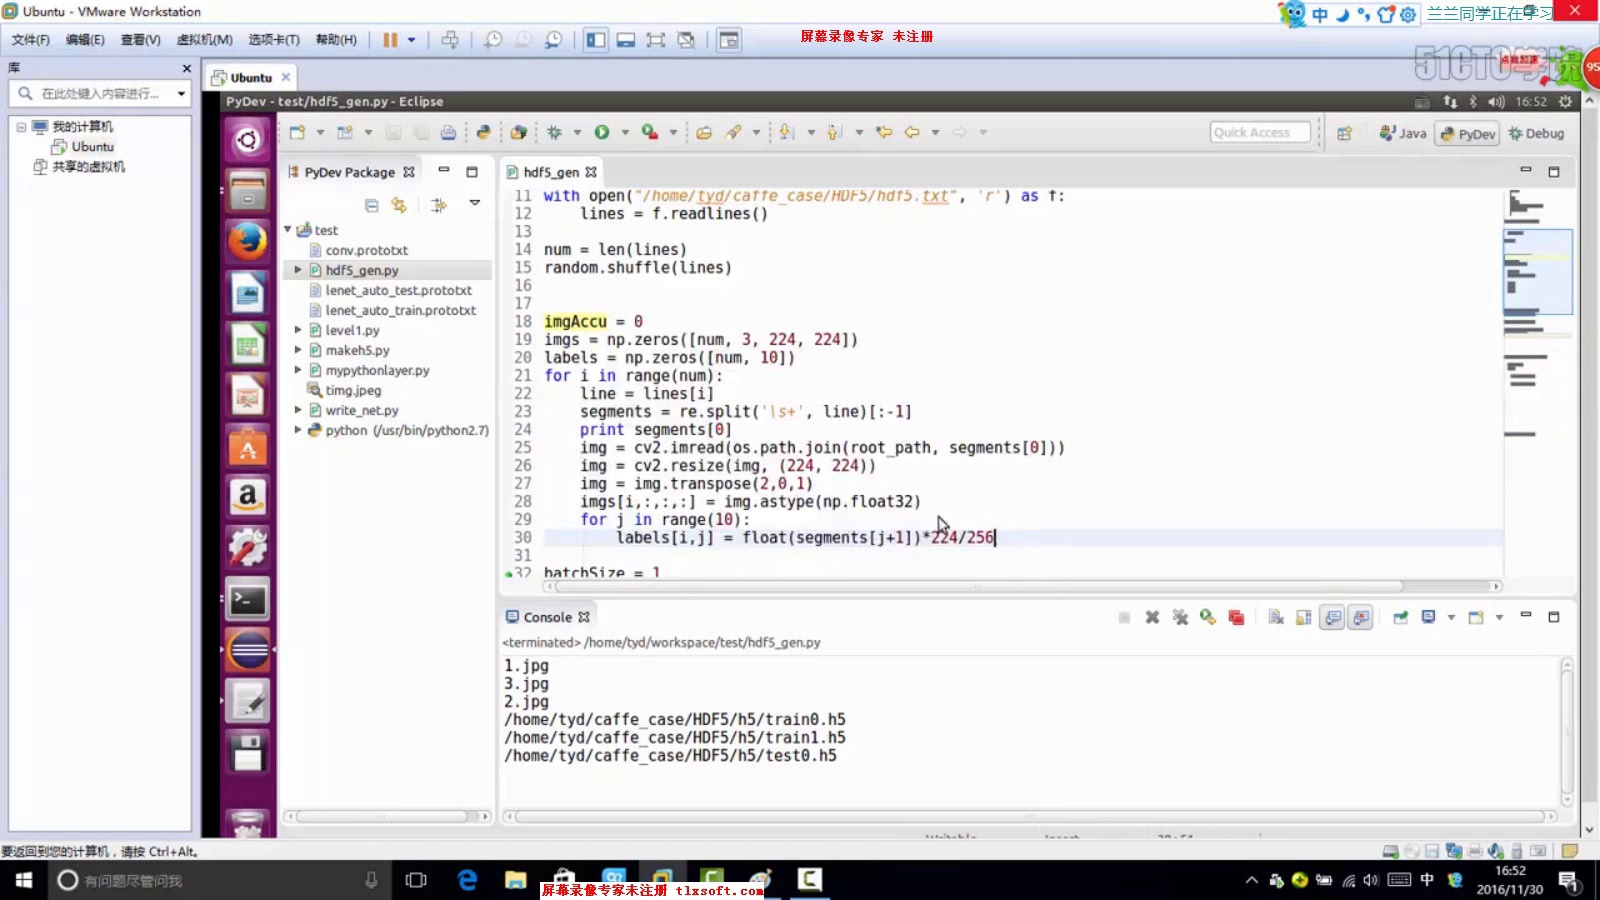 Ubuntu - VMware Workstation
中
兰兰同学正在学习
文件(F) 编辑(E) 查看(V) 虚拟机(M) 选项卡(T) 帮助(H)
屏幕录像专家 未注册
51CTO学院
点我加速
95
库
Ubuntu
在此处键入内容进行...
我的计算机
Ubuntu
共享的虚拟机
PyDev - test/hdf5_gen.py - Eclipse
16:52
Quick Access
Java
PyDev
Debug
PyDev Package
test
conv.prototxt
hdf5_gen.py
lenet_auto_test.prototxt
lenet_auto_train.prototxt
level1.py
makeh5.py
mypythonlayer.py
timg.jpeg
write_net.py
python (/usr/bin/python2.7)
hdf5_gen
11 with open("/home/tyd/caffe_case/HDF5/hdf5.txt", 'r') as f:
12 lines = f.readlines()
13
14 num = len(lines)
15 random.shuffle(lines)
16
17
18 imgAccu = 0
19 imgs = np.zeros([num, 3, 224, 224])
20 labels = np.zeros([num, 10])
21 for i in range(num):
22 line = lines[i]
23 segments = re.split('\s+', line)[:-1]
24 print segments[0]
25 img = cv2.imread(os.path.join(root_path, segments[0]))
26 img = cv2.resize(img, (224, 224))
27 img = img.transpose(2,0,1)
28 imgs[i,:,:,:] = img.astype(np.float32)
29 for j in range(10):
30 labels[i,j] = float(segments[j+1])*224/256
31
32 batchSize = 1
Console
<terminated> /home/tyd/workspace/test/hdf5_gen.py
1.jpg
3.jpg
2.jpg
/home/tyd/caffe_case/HDF5/h5/train0.h5
/home/tyd/caffe_case/HDF5/h5/train1.h5
/home/tyd/caffe_case/HDF5/h5/test0.h5
要返回到您的计算机，请按 Ctrl+Alt。
有问题尽管问我
屏幕录像专家未注册 tlxsoft.com
中
16:52
2016/11/30
1